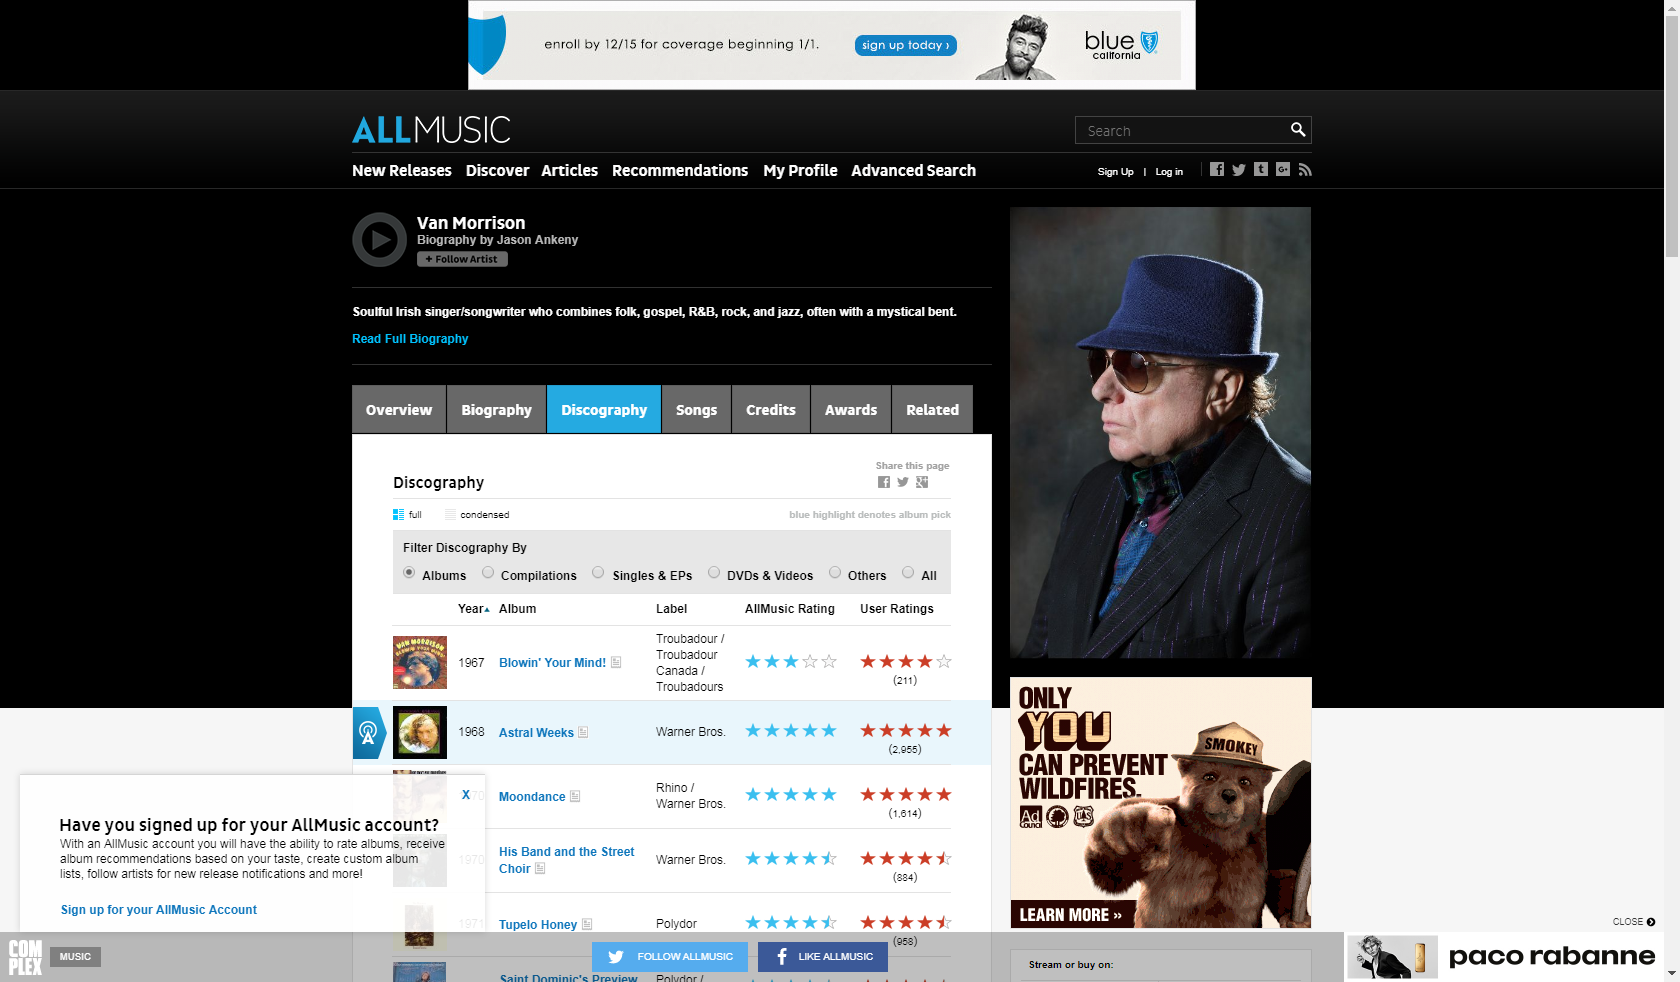 enroll by 12/15 for coverage beginning 1/1.
sign up today ›
blue
california
ALLMUSIC
Search
New Releases Discover Articles Recommendations My Profile Advanced Search
Sign Up | Log in
Van Morrison
Biography by Jason Ankeny
+ Follow Artist
Soulful Irish singer/songwriter who combines folk, gospel, R&B, rock, and jazz, often with a mystical bent.
Read Full Biography
Overview Biography Discography Songs Credits Awards Related
Share this page
Discography
full condensed
blue highlight denotes album pick
Filter Discography By
Albums Compilations Singles & EPs DVDs & Videos Others All
Year Album Label AllMusic Rating User Ratings
VAN MORRISON
BLOWIN' YOUR MIND!
1967 Blowin' Your Mind!
Troubadour /
Troubadour
Canada /
Troubadours
(211)
1968 Astral Weeks Warner Bros.
(2,955)
1970 Moondance
Rhino /
Warner Bros.
(1,614)
1970 His Band and the Street
Choir
Warner Bros.
(884)
1971 Tupelo Honey Polydor
(958)
Saint Dominic's Preview Polydor /
X
Have you signed up for your AllMusic account?
With an AllMusic account you will have the ability to rate albums, receive
album recommendations based on your taste, create custom album
lists, follow artists for new release notifications and more!
Sign up for your AllMusic Account
ONLY
YOU
CAN PREVENT
WILDFIRES.
Ad
Council
US
SMOKEY
LEARN MORE »
Stream or buy on:
CLOSE
COM
PLEX
MUSIC
FOLLOW ALLMUSIC
LIKE ALLMUSIC
paco rabanne